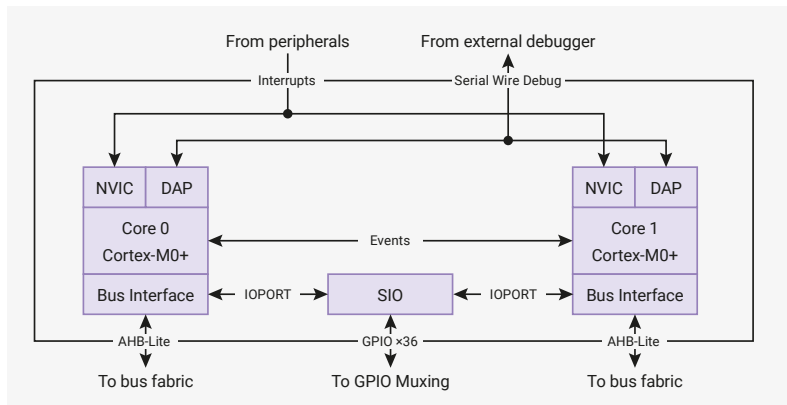 From peripherals
From external debugger
Interrupts
Serial Wire Debug
NVIC
DAP
NVIC
DAP
Core 0
Cortex-M0+
Core 1
Cortex-M0+
Events
Bus Interface
IOPORT
SIO
IOPORT
Bus Interface
AHB-Lite
GPIO ×36
AHB-Lite
To bus fabric
To GPIO Muxing
To bus fabric